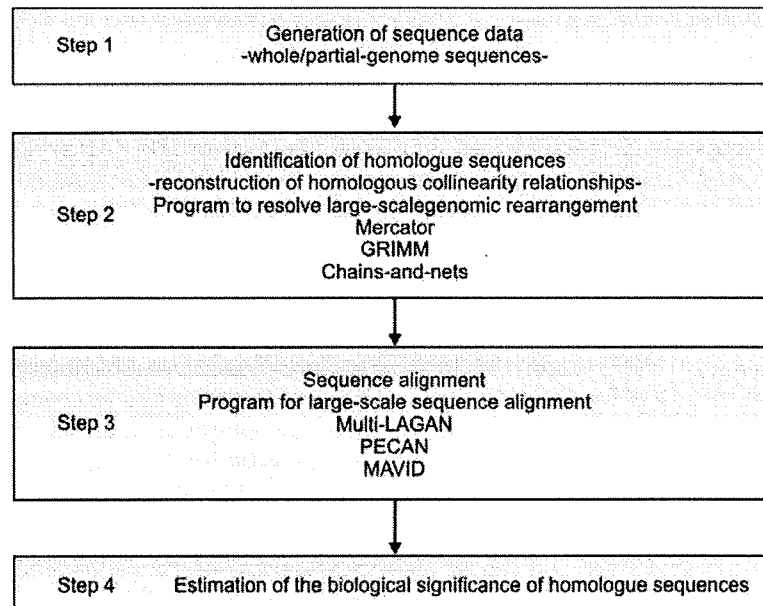 Step 1
Generation of sequence data
-whole/partial-genome sequences-
Step 2
Identification of homologue sequences
-reconstruction of homologous collinearity relationships-
Program to resolve large-scalegenomic rearrangement
Mercator
GRIMM
Chains-and-nets
Step 3
Sequence alignment
Program for large-scale sequence alignment
Multi-LAGAN
PECAN
MAVID
Step 4 Estimation of the biological significance of homologue sequences